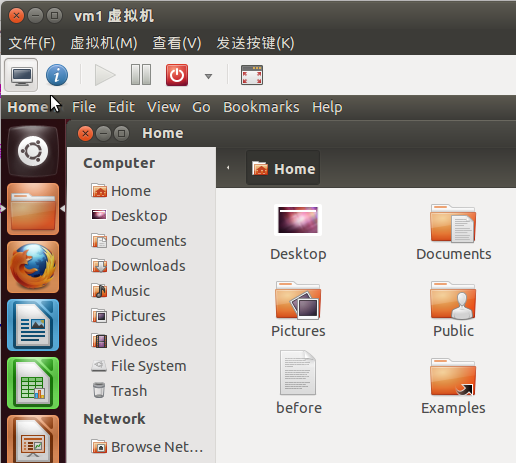 vm1 虚拟机
文件(F) 虚拟机(M) 查看(V) 发送按键(K)
Home File Edit View Go Bookmarks Help
Home
Computer
Home
Desktop
Documents
Downloads
Music
Pictures
Videos
File System
Trash
Network
Browse Net...
Home
Desktop Documents
Pictures Public
before Examples